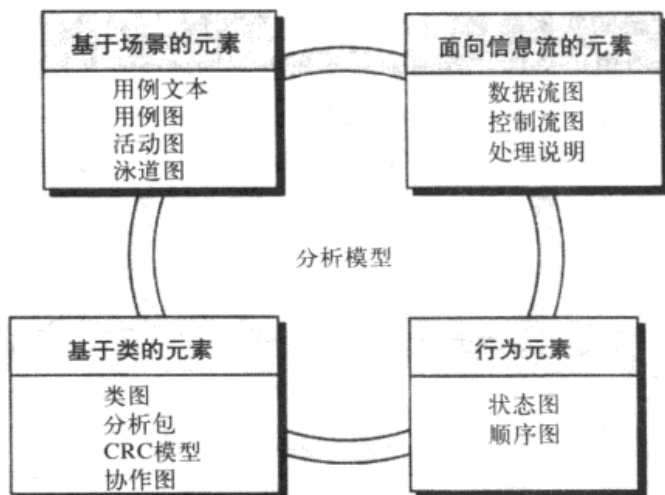 基于场景的元素
用例文本
用例图
活动图
泳道图
面向信息流的元素
数据流图
控制流图
处理说明
分析模型
基于类的元素
类图
分析包
CRC模型
协作图
行为元素
状态图
顺序图